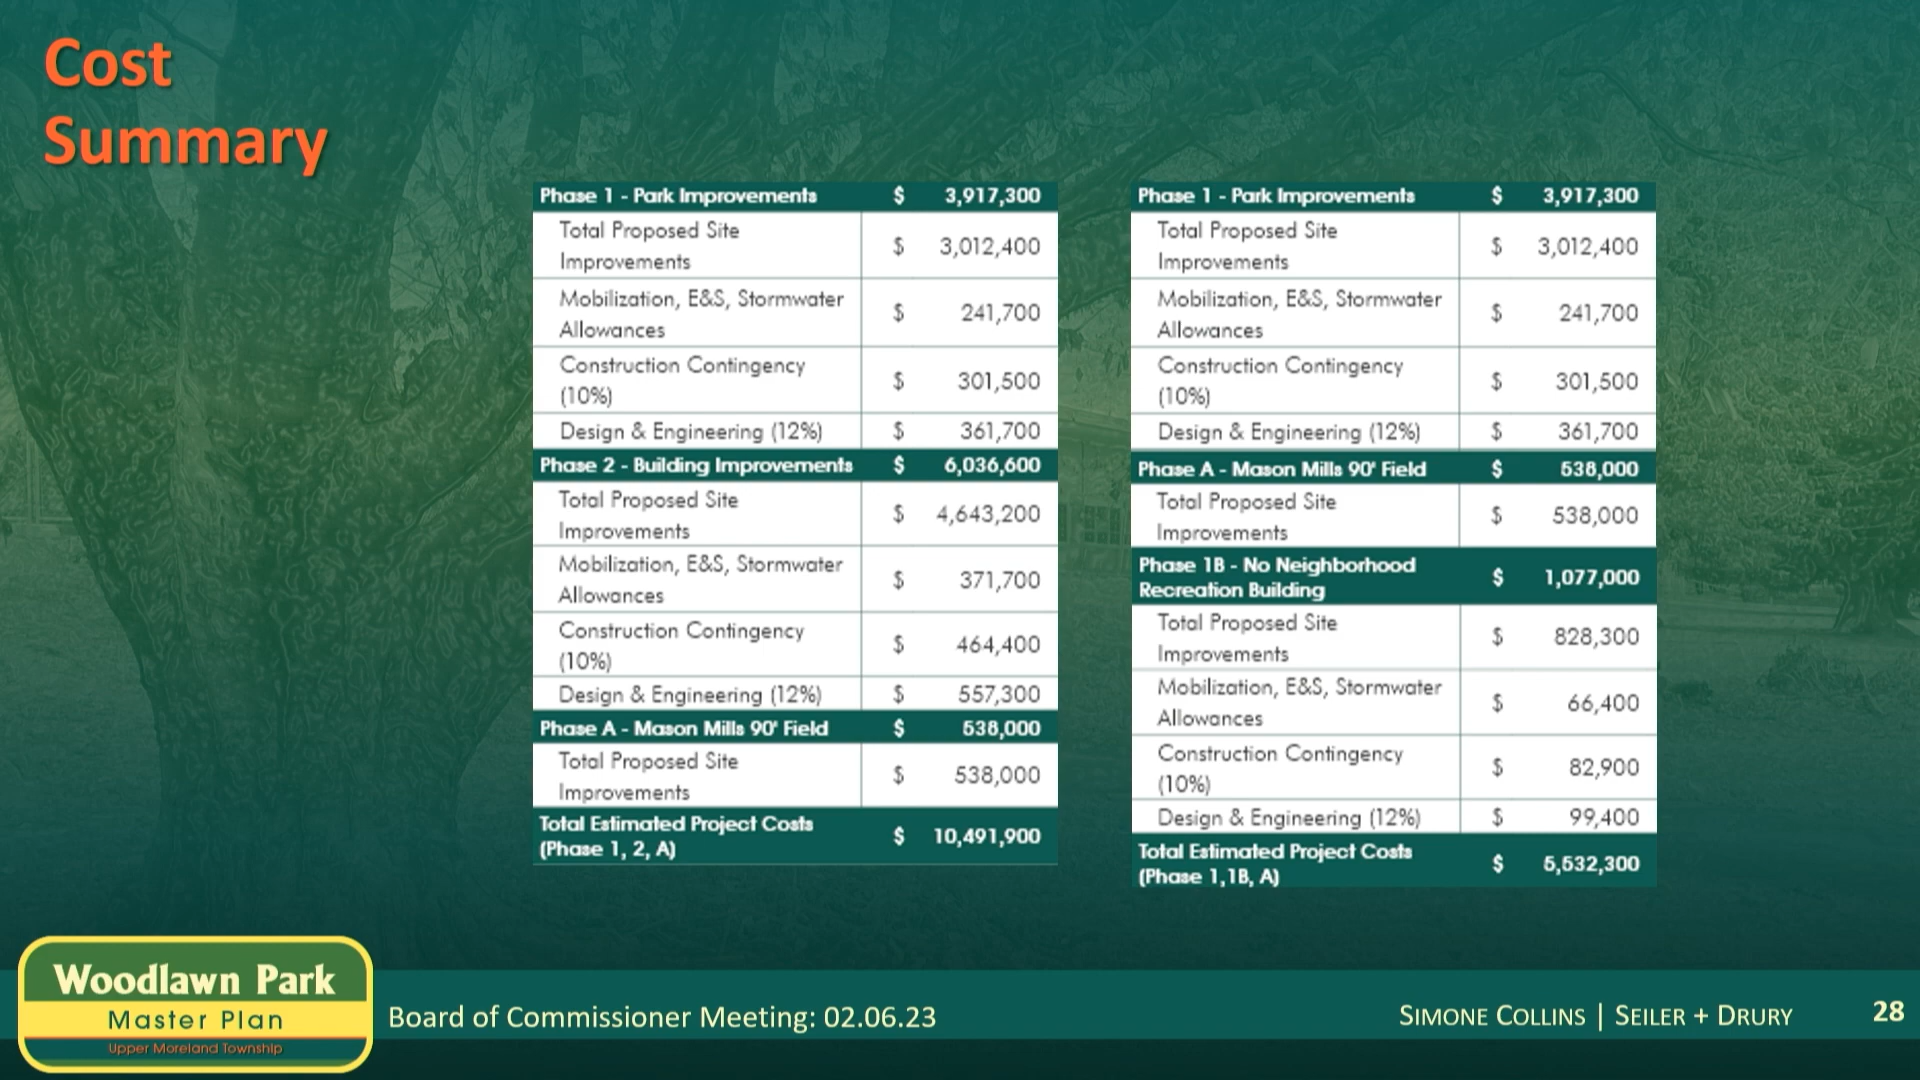 Cost
Summary
Phase 1 - Park Improvements $ 3,917,300
Total Proposed Site
Improvements $ 3,012,400
Mobilization, E&S, Stormwater
Allowances $ 241,700
Construction Contingency
(10%) $ 301,500
Design & Engineering (12%) $ 361,700
Phase 2 - Building Improvements $ 6,036,600
Total Proposed Site
Improvements $ 4,643,200
Mobilization, E&S, Stormwater
Allowances $ 371,700
Construction Contingency
(10%) $ 464,400
Design & Engineering (12%) $ 557,300
Phase A - Mason Mills 90' Field $ 538,000
Total Proposed Site
Improvements $ 538,000
Total Estimated Project Costs
(Phase 1, 2, A) $ 10,491,900
Phase 1 - Park Improvements $ 3,917,300
Total Proposed Site
Improvements $ 3,012,400
Mobilization, E&S, Stormwater
Allowances $ 241,700
Construction Contingency
(10%) $ 301,500
Design & Engineering (12%) $ 361,700
Phase A - Mason Mills 90' Field $ 538,000
Total Proposed Site
Improvements $ 538,000
Phase 1B - No Neighborhood
Recreation Building $ 1,077,000
Total Proposed Site
Improvements $ 828,300
Mobilization, E&S, Stormwater
Allowances $ 66,400
Construction Contingency
(10%) $ 82,900
Design & Engineering (12%) $ 99,400
Total Estimated Project Costs
(Phase 1,1B, A) $ 5,532,300
Woodlawn Park
Master Plan
Upper Moreland Township
Board of Commissioner Meeting: 02.06.23
SIMONE COLLINS | SEILER + DRURY
28